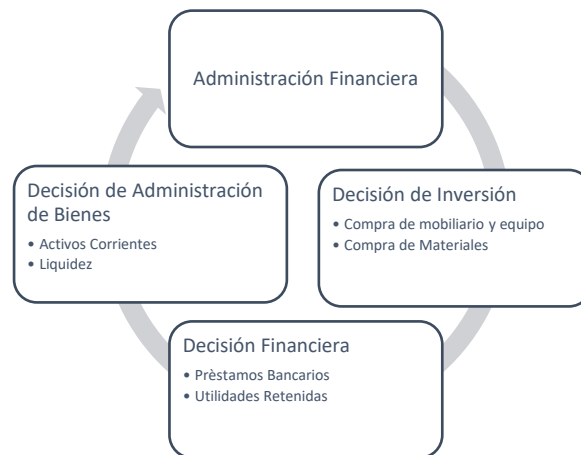 Administración Financiera
Decisión de Inversión
• Compra de mobiliario y equipo
• Compra de Materiales
Decisión Financiera
• Prèstamos Bancarios
• Utilidades Retenidas
Decisión de Administración
de Bienes
• Activos Corrientes
• Liquidez